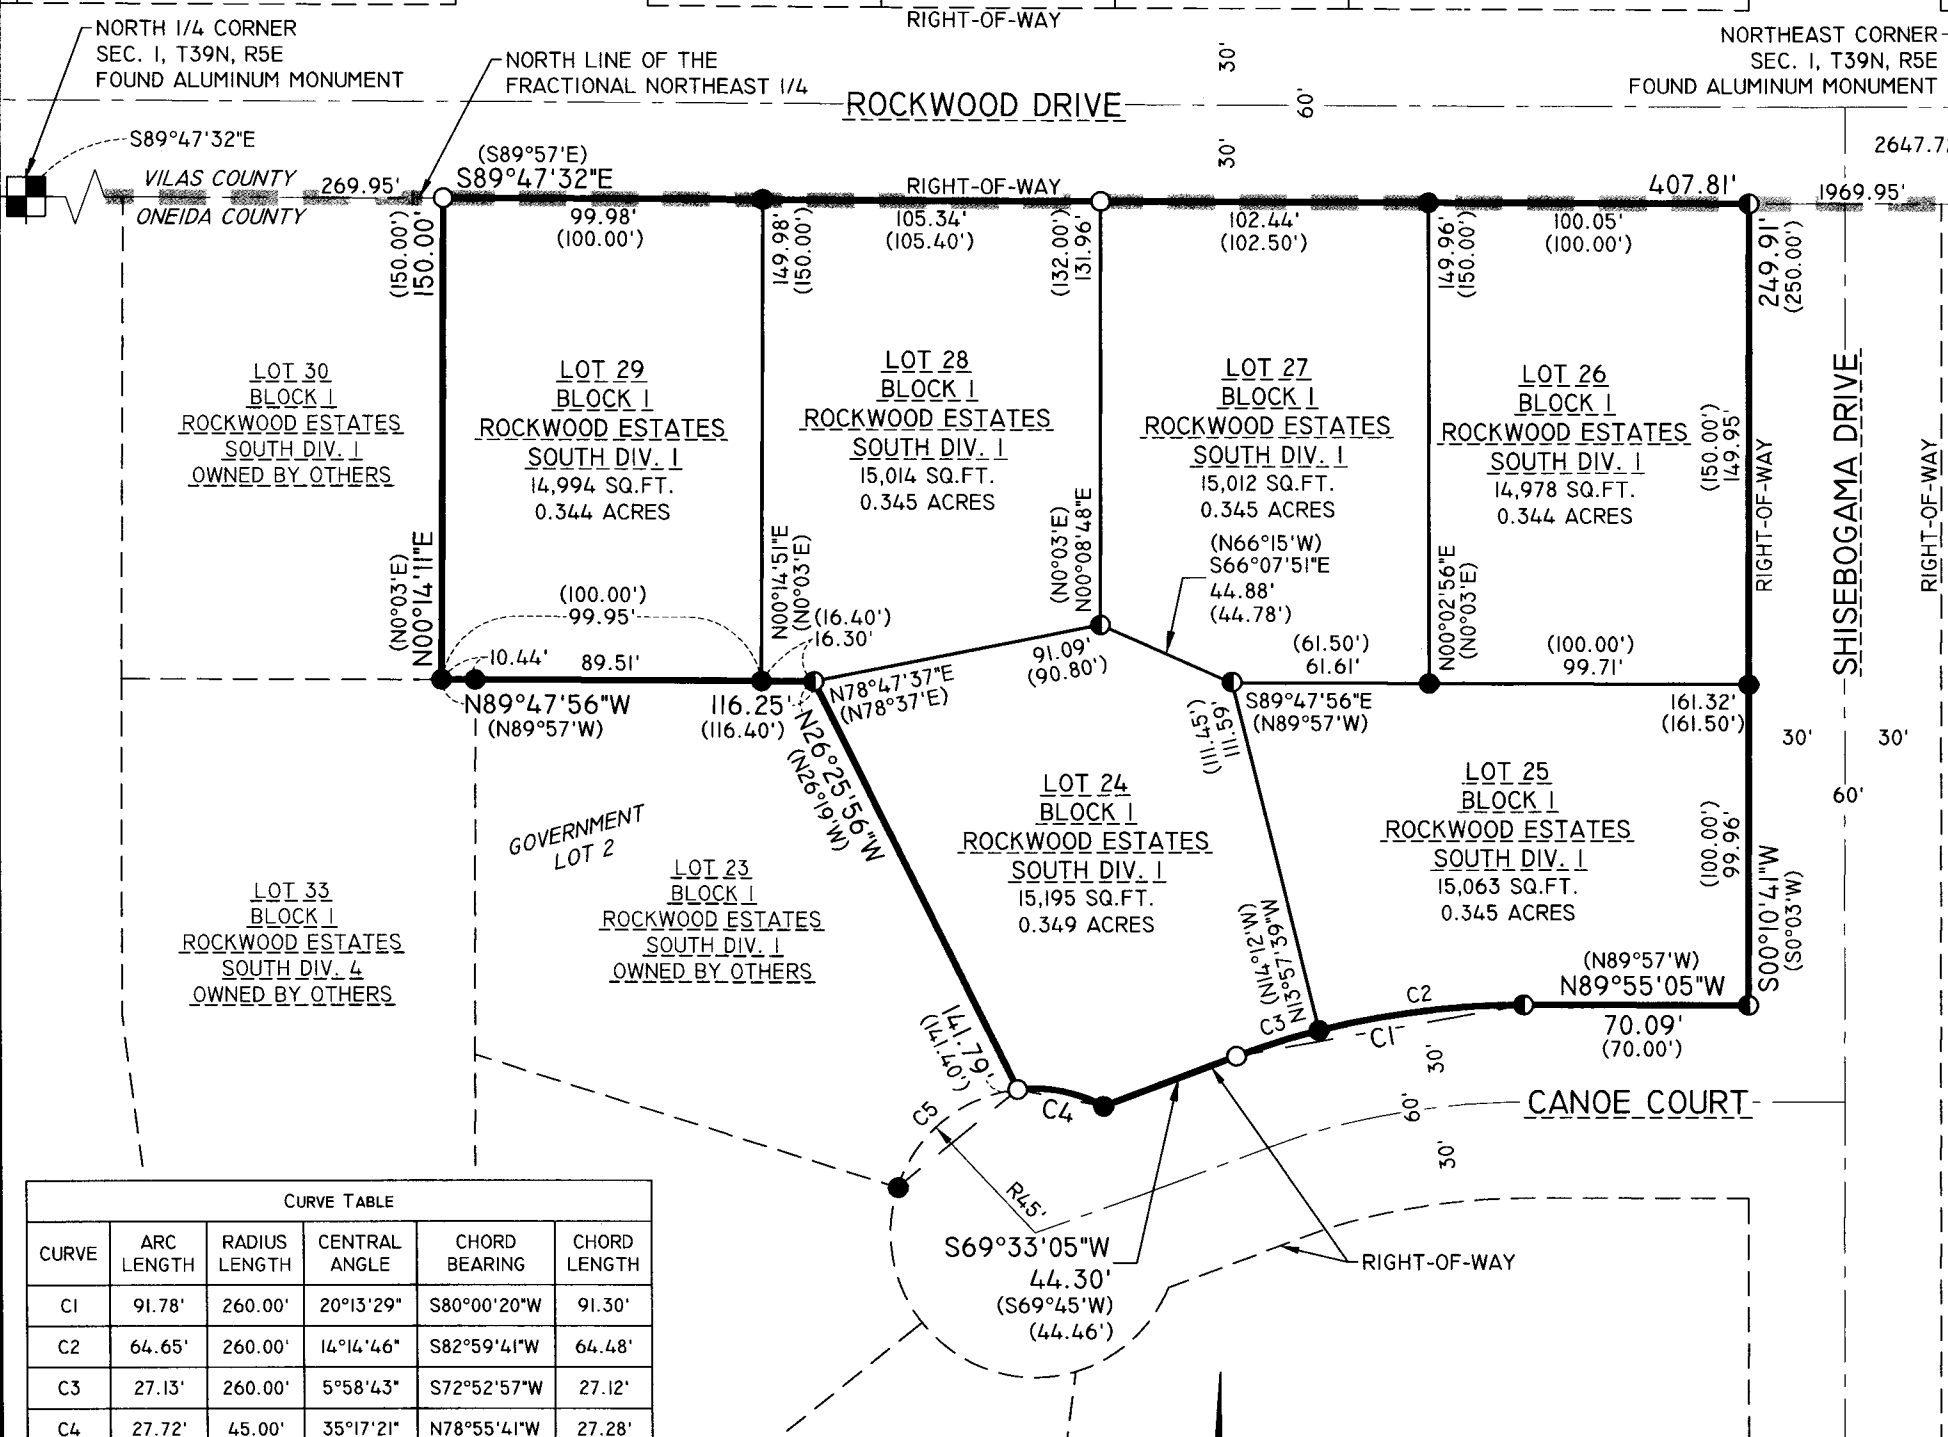 RIGHT-OF-WAY
NORTH 1/4 CORNER
SEC. 1, T39N, R5E
FOUND ALUMINUM MONUMENT
NORTH LINE OF THE
FRACTIONAL NORTHEAST 1/4
30'
NORTHEAST CORNER
SEC. 1, T39N, R5E
FOUND ALUMINUM MONUMENT
ROCKWOOD DRIVE
60'
30'
S89°47'32"E
(S89°57'E)
S89°47'32"E
VILAS COUNTY
269.95'
ONEIDA COUNTY
RIGHT-OF-WAY
407.81'
1969.95'
99.98'
(100.00')
105.34'
(105.40')
102.44'
(102.50')
100.05'
(100.00')
(150.00')
150.00'
149.98'
(150.00')
(132.00')
131.96'
149.96'
(150.00')
249.91'
(250.00')
LOT 30
BLOCK 1
ROCKWOOD ESTATES
SOUTH DIV. 1
OWNED BY OTHERS
LOT 29
BLOCK 1
ROCKWOOD ESTATES
SOUTH DIV. 1
14,994 SQ.FT.
0.344 ACRES
LOT 28
BLOCK 1
ROCKWOOD ESTATES
SOUTH DIV. 1
15,014 SQ.FT.
0.345 ACRES
LOT 27
BLOCK 1
ROCKWOOD ESTATES
SOUTH DIV. 1
15,012 SQ.FT.
0.345 ACRES
LOT 26
BLOCK 1
ROCKWOOD ESTATES
SOUTH DIV. 1
14,978 SQ.FT.
0.344 ACRES
(150.00')
149.95'
RIGHT-OF-WAY
SHISEBOGAMA DRIVE
RIGHT-OF-WAY
(N0°03'E)
N00°14'11"E
N00°14'51"E
(N0°03'E)
(N0°03'E)
N00°08'48"E
(N66°15'W)
S66°07'51"E
44.88'
(44.78')
N00°02'56"E
(N0°03'E)
(100.00')
99.95'
(16.40')
16.30'
10.44'
89.51'
N89°47'56"W
(N89°57'W)
116.25'
(116.40')
N78°47'37"E
(N78°37'E)
91.09'
(90.80')
(61.50')
61.61'
(100.00')
99.71'
S89°47'56"E
(N89°57'W)
161.32'
(161.50')
30'
30'
60'
N26°25'56"W
(N26°19'W)
111.59'
(111.45')
GOVERNMENT
LOT 2
LOT 33
BLOCK 1
ROCKWOOD ESTATES
SOUTH DIV. 4
OWNED BY OTHERS
LOT 23
BLOCK 1
ROCKWOOD ESTATES
SOUTH DIV. 1
OWNED BY OTHERS
LOT 24
BLOCK 1
ROCKWOOD ESTATES
SOUTH DIV. 1
15,195 SQ.FT.
0.349 ACRES
LOT 25
BLOCK 1
ROCKWOOD ESTATES
SOUTH DIV. 1
15,063 SQ.FT.
0.345 ACRES
(100.00')
99.96'
S00°10'41"W
(S0°03'W)
N13°57'39"W
(N14°12'W)
(N89°57'W)
N89°55'05"W
70.09'
(70.00')
141.79'
(141.40')
C2
C3
C1
C4
C5
30'
60'
30'
CANOE COURT
R45'
S69°33'05"W
44.30'
(S69°45'W)
(44.46')
RIGHT-OF-WAY
CURVE TABLE
CURVE ARC LENGTH RADIUS LENGTH CENTRAL ANGLE CHORD BEARING CHORD LENGTH
C1 91.78' 260.00' 20°13'29" S80°00'20"W 91.30'
C2 64.65' 260.00' 14°14'46" S82°59'41"W 64.48'
C3 27.13' 260.00' 5°58'43" S72°52'57"W 27.12'
C4 27.72' 45.00' 35°17'21" N78°55'41"W 27.28'